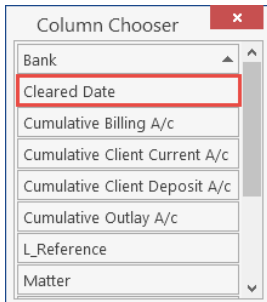 Column Chooser
Bank
Cleared Date
Cumulative Billing A/c
Cumulative Client Current A/c
Cumulative Client Deposit A/c
Cumulative Outlay A/c
L_Reference
Matter